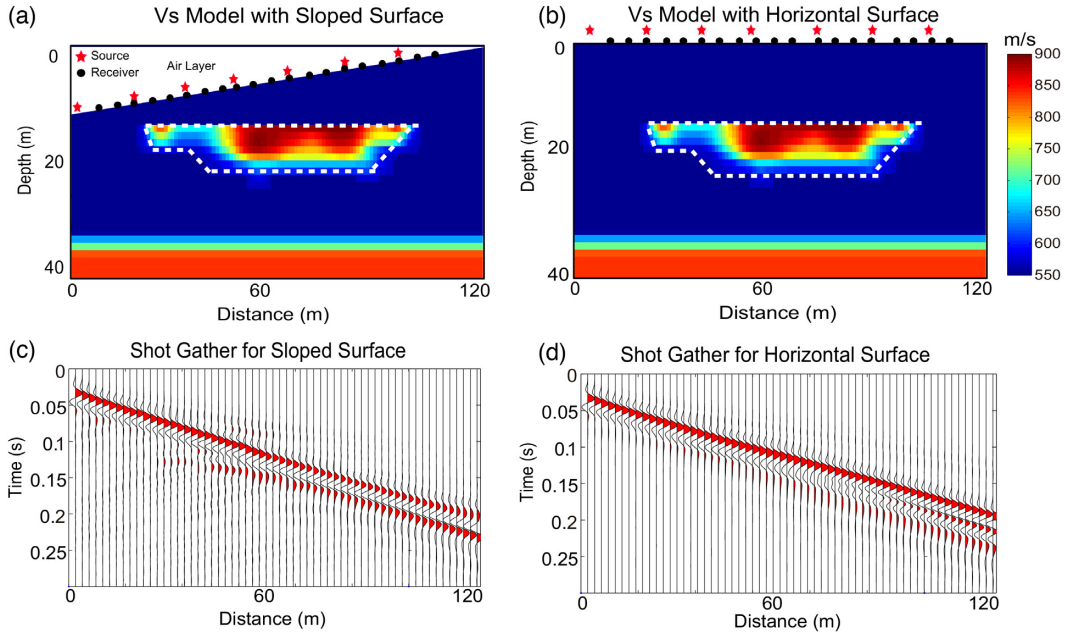 (a)
Vs Model with Sloped Surface
0
20
40
Depth (m)
Source
Receiver
Air Layer
0
60
120
Distance (m)
(b)
Vs Model with Horizontal Surface
0
20
40
Depth (m)
0
60
120
Distance (m)
m/s
900
850
800
750
700
650
600
550
(c)
Shot Gather for Sloped Surface
0
0.05
0.1
0.15
0.2
0.25
Time (s)
0
60
120
Distance (m)
(d)
Shot Gather for Horizontal Surface
0
0.05
0.1
0.15
0.2
0.25
Time (s)
0
60
120
Distance (m)